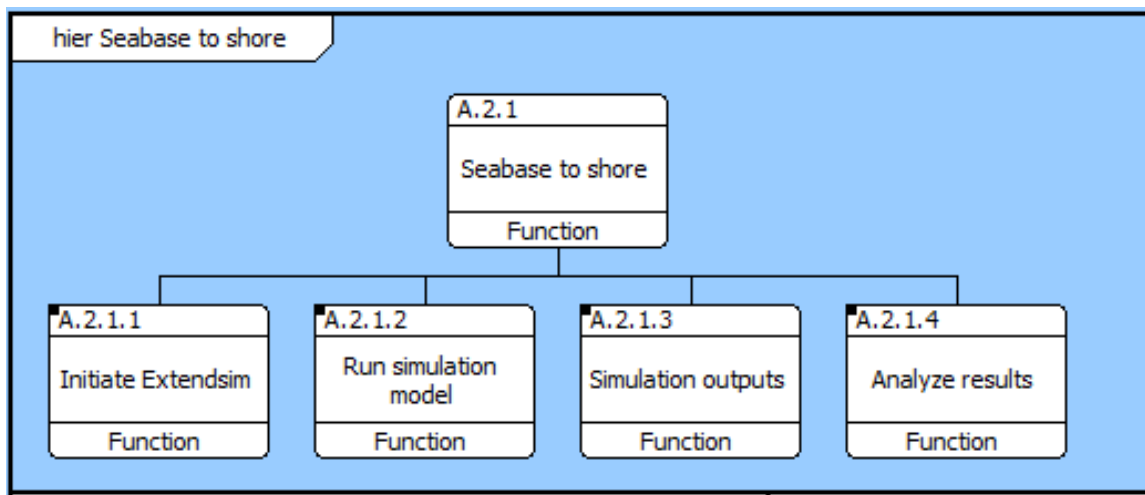 hier Seabase to shore
A.2.1
Seabase to shore
Function
A.2.1.1
Initiate Extendsim
Function
A.2.1.2
Run simulation
model
Function
A.2.1.3
Simulation outputs
Function
A.2.1.4
Analyze results
Function